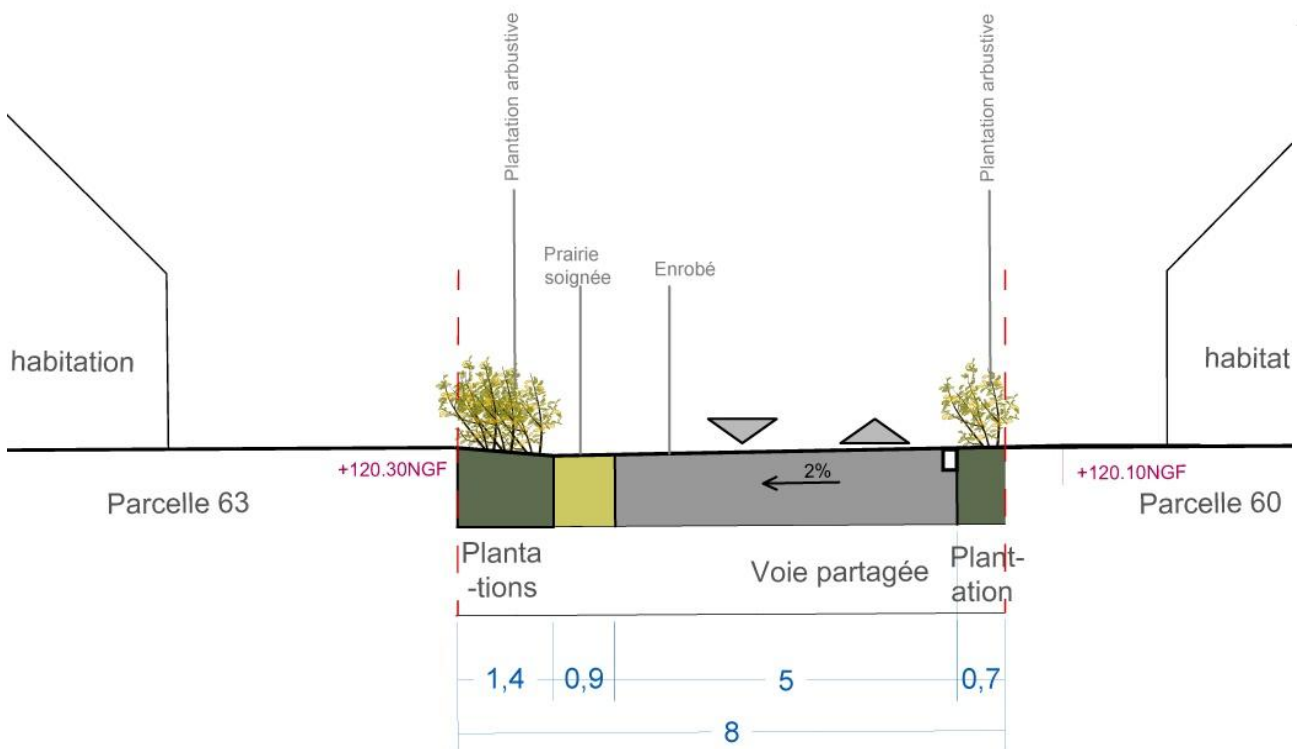 Plantation arbustive
Plantation arbustive
Prairie
soignée
Enrobé
habitation
habitat
2%
+120.30NGF
+120.10NGF
Parcelle 63
Parcelle 60
Planta
-tions
Voie partagée
Plant-
ation
1,4
0,9
5
0,7
8